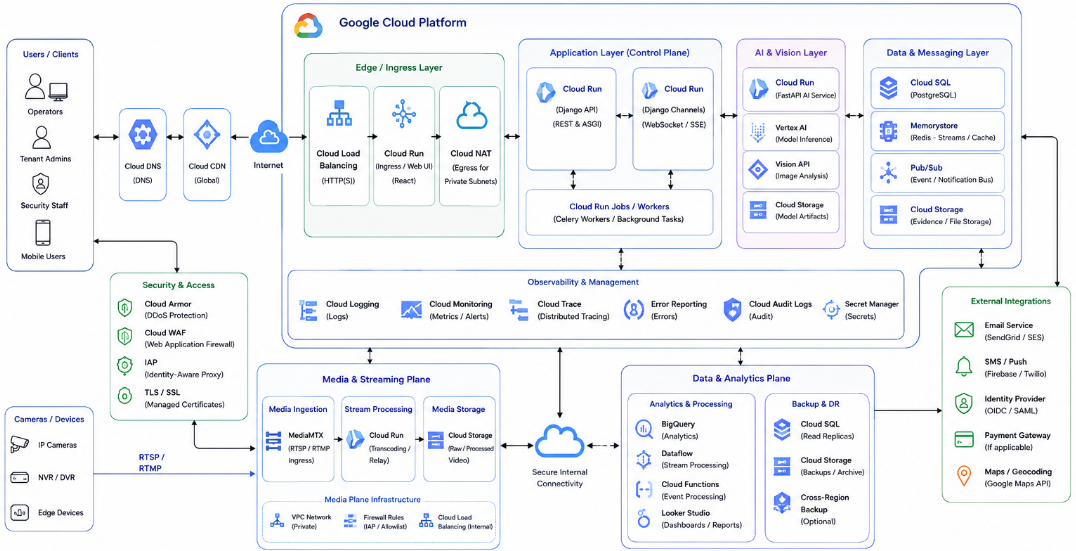 Google Cloud Platform
Users / Clients
Operators
Tenant Admins
Security Staff
Mobile Users
Cloud DNS
(DNS)
Cloud CDN
(Global)
Internet
Edge / Ingress Layer
Cloud Load
Balancing
(HTTP(S))
Cloud Run
(Ingress / Web UI)
(React)
Cloud NAT
(Egress for
Private Subnets)
Application Layer (Control Plane)
Cloud Run
(Django API)
(REST & ASGI)
Cloud Run
(Django Channels)
(WebSocket / SSE)
Cloud Run Jobs / Workers
(Celery Workers / Background Tasks)
AI & Vision Layer
Cloud Run
(FastAPI AI Service)
Vertex AI
(Model Inference)
Vision API
(Image Analysis)
Cloud Storage
(Model Artifacts)
Data & Messaging Layer
Cloud SQL
(PostgreSQL)
Memorystore
(Redis - Streams / Cache)
Pub/Sub
(Event / Notification Bus)
Cloud Storage
(Evidence / File Storage)
Observability & Management
Cloud Logging
(Logs)
Cloud Monitoring
(Metrics / Alerts)
Cloud Trace
(Distributed Tracing)
Error Reporting
(Errors)
Cloud Audit Logs
(Audit)
Secret Manager
(Secrets)
Security & Access
Cloud Armor
(DDoS Protection)
Cloud WAF
(Web Application Firewall)
IAP
(Identity-Aware Proxy)
TLS / SSL
(Managed Certificates)
Cameras / Devices
IP Cameras
NVR / DVR
Edge Devices
RTSP /
RTMP
Media & Streaming Plane
Media Ingestion
MediaMTX
(RTSP / RTMP
Ingress)
Stream Processing
Cloud Run
(Transcoding /
Relay)
Media Storage
Cloud Storage
(Raw / Processed
Video)
Media Plane Infrastructure
VPC Network
(Private)
Firewall Rules
(IAP / Allowlist)
Cloud Load
Balancing (Internal)
Secure Internal
Connectivity
Data & Analytics Plane
Analytics & Processing
BigQuery
(Analytics)
Dataflow
(Stream Processing)
Cloud Functions
(Event Processing)
Looker Studio
(Dashboards / Reports)
Backup & DR
Cloud SQL
(Read Replicas)
Cloud Storage
(Backups / Archive)
Cross-Region
Backup
(Optional)
External Integrations
Email Service
(SendGrid / SES)
SMS / Push
(Firebase / Twilio)
Identity Provider
(OIDC / SAML)
Payment Gateway
(If applicable)
Maps / Geocoding
(Google Maps API)